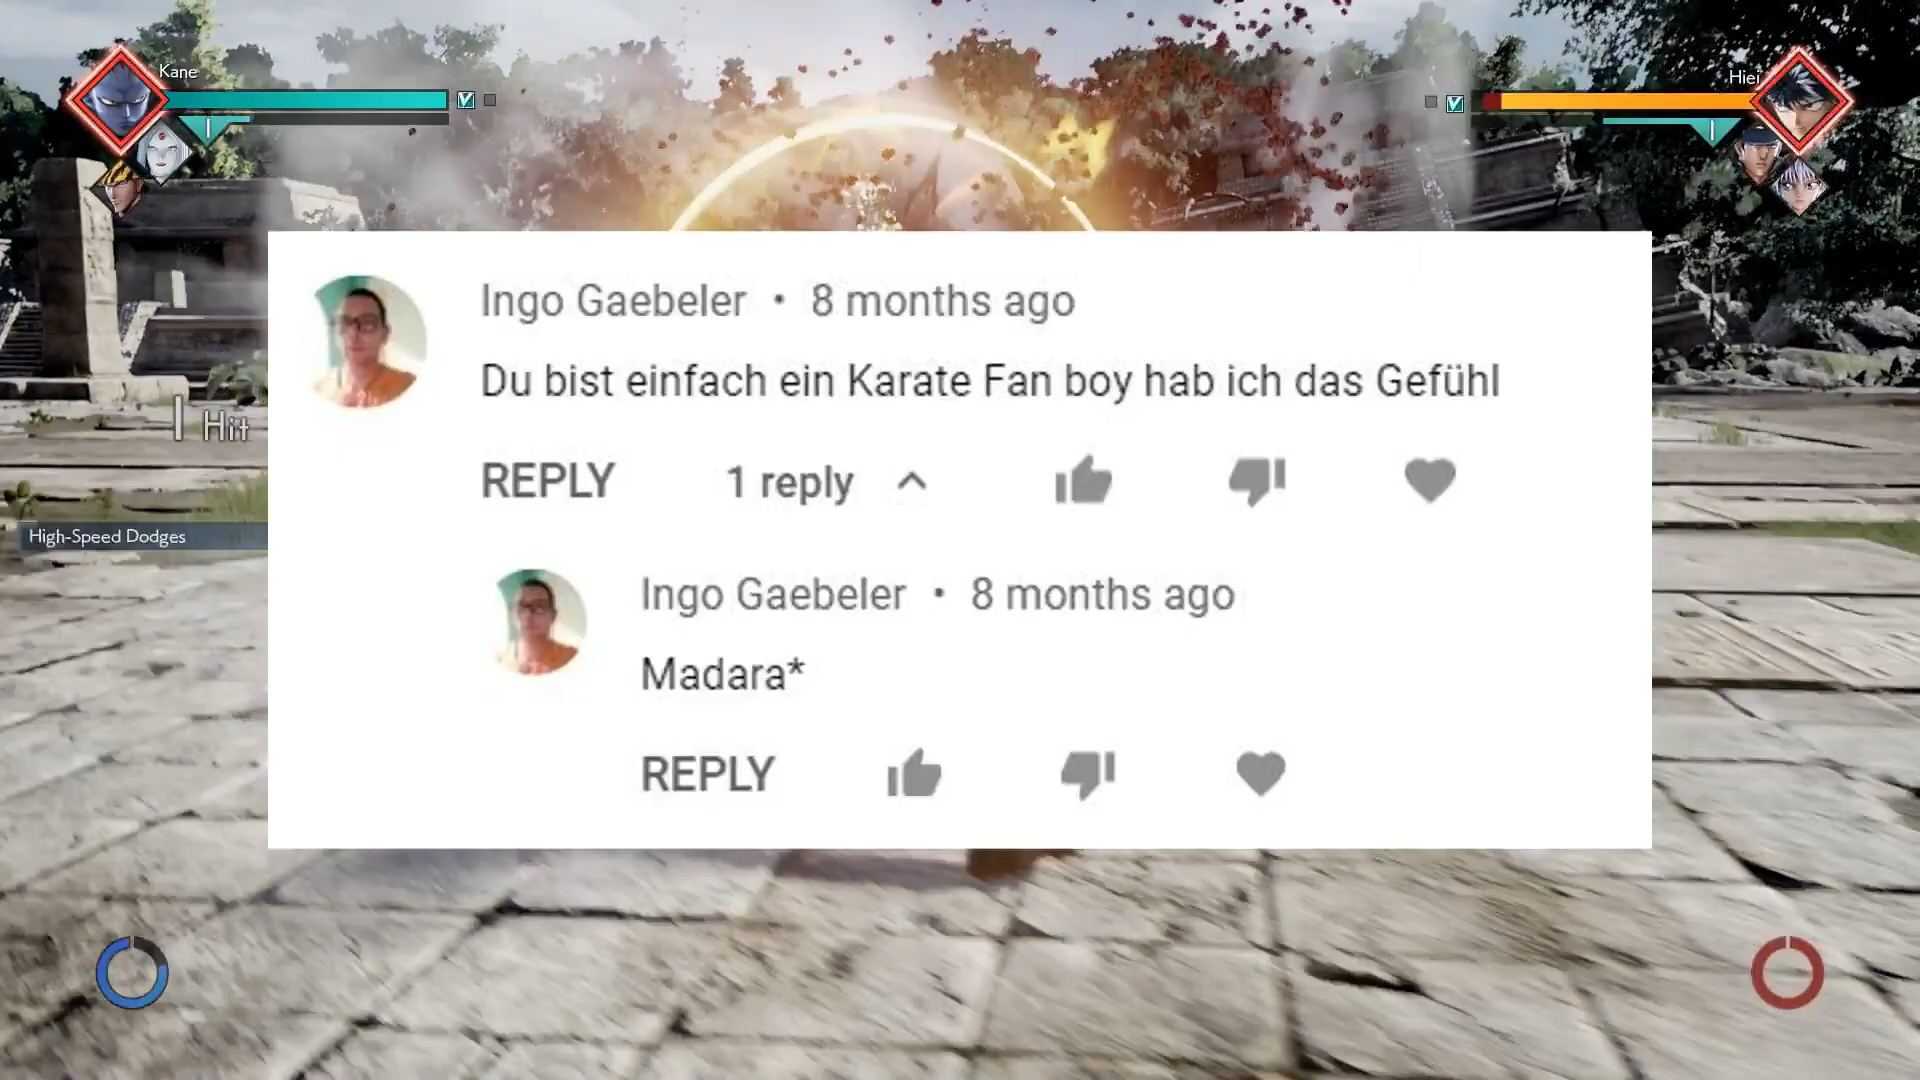 Kane
Hiei
Ingo Gaebeler • 8 months ago
Du bist einfach ein Karate Fan boy hab ich das Gefühl
REPLY 1 reply
1 Hit
High-Speed Dodges
Ingo Gaebeler • 8 months ago
Madara*
REPLY